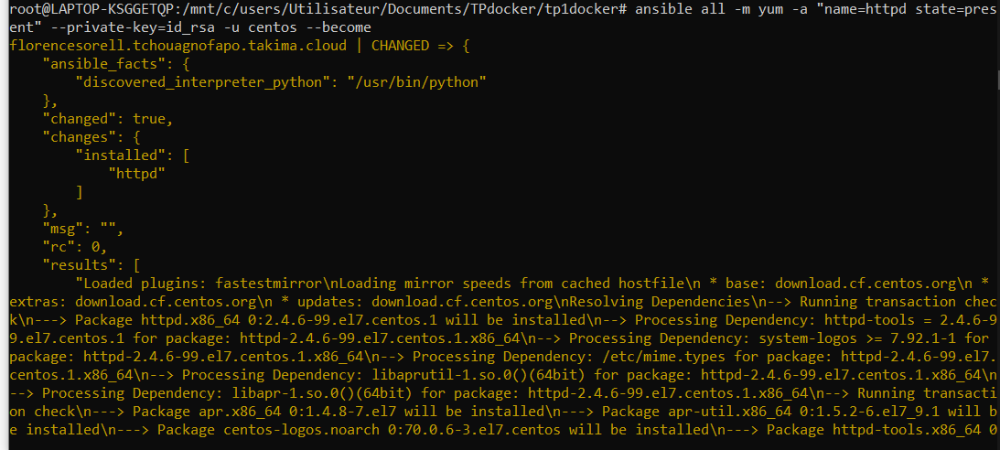 root@LAPTOP-KSGGETQP:/mnt/c/users/Utilisateur/Documents/TPdocker/tp1docker# ansible all -m yum -a "name=httpd state=pres
ent" --private-key=id_rsa -u centos --become
florencesorell.tchouagnofapo.takima.cloud | CHANGED => {
    "ansible_facts": {
        "discovered_interpreter_python": "/usr/bin/python"
    },
    "changed": true,
    "changes": {
        "installed": [
            "httpd"
        ]
    },
    "msg": "",
    "rc": 0,
    "results": [
        "Loaded plugins: fastestmirror\nLoading mirror speeds from cached hostfile\n * base: download.cf.centos.org\n *
extras: download.cf.centos.org\n * updates: download.cf.centos.org\nResolving Dependencies\n--> Running transaction chec
k\n---> Package httpd.x86_64 0:2.4.6-99.el7.centos.1 will be installed\n--> Processing Dependency: httpd-tools = 2.4.6-9
9.el7.centos.1 for package: httpd-2.4.6-99.el7.centos.1.x86_64\n--> Processing Dependency: system-logos >= 7.92.1-1 for
package: httpd-2.4.6-99.el7.centos.1.x86_64\n--> Processing Dependency: /etc/mime.types for package: httpd-2.4.6-99.el7.
centos.1.x86_64\n--> Processing Dependency: libaprutil-1.so.0()(64bit) for package: httpd-2.4.6-99.el7.centos.1.x86_64\n
--> Processing Dependency: libapr-1.so.0()(64bit) for package: httpd-2.4.6-99.el7.centos.1.x86_64\n--> Running transacti
on check\n---> Package apr.x86_64 0:1.4.8-7.el7 will be installed\n---> Package apr-util.x86_64 0:1.5.2-6.el7_9.1 will b
e installed\n---> Package centos-logos.noarch 0:70.0.6-3.el7.centos will be installed\n---> Package httpd-tools.x86_64 0